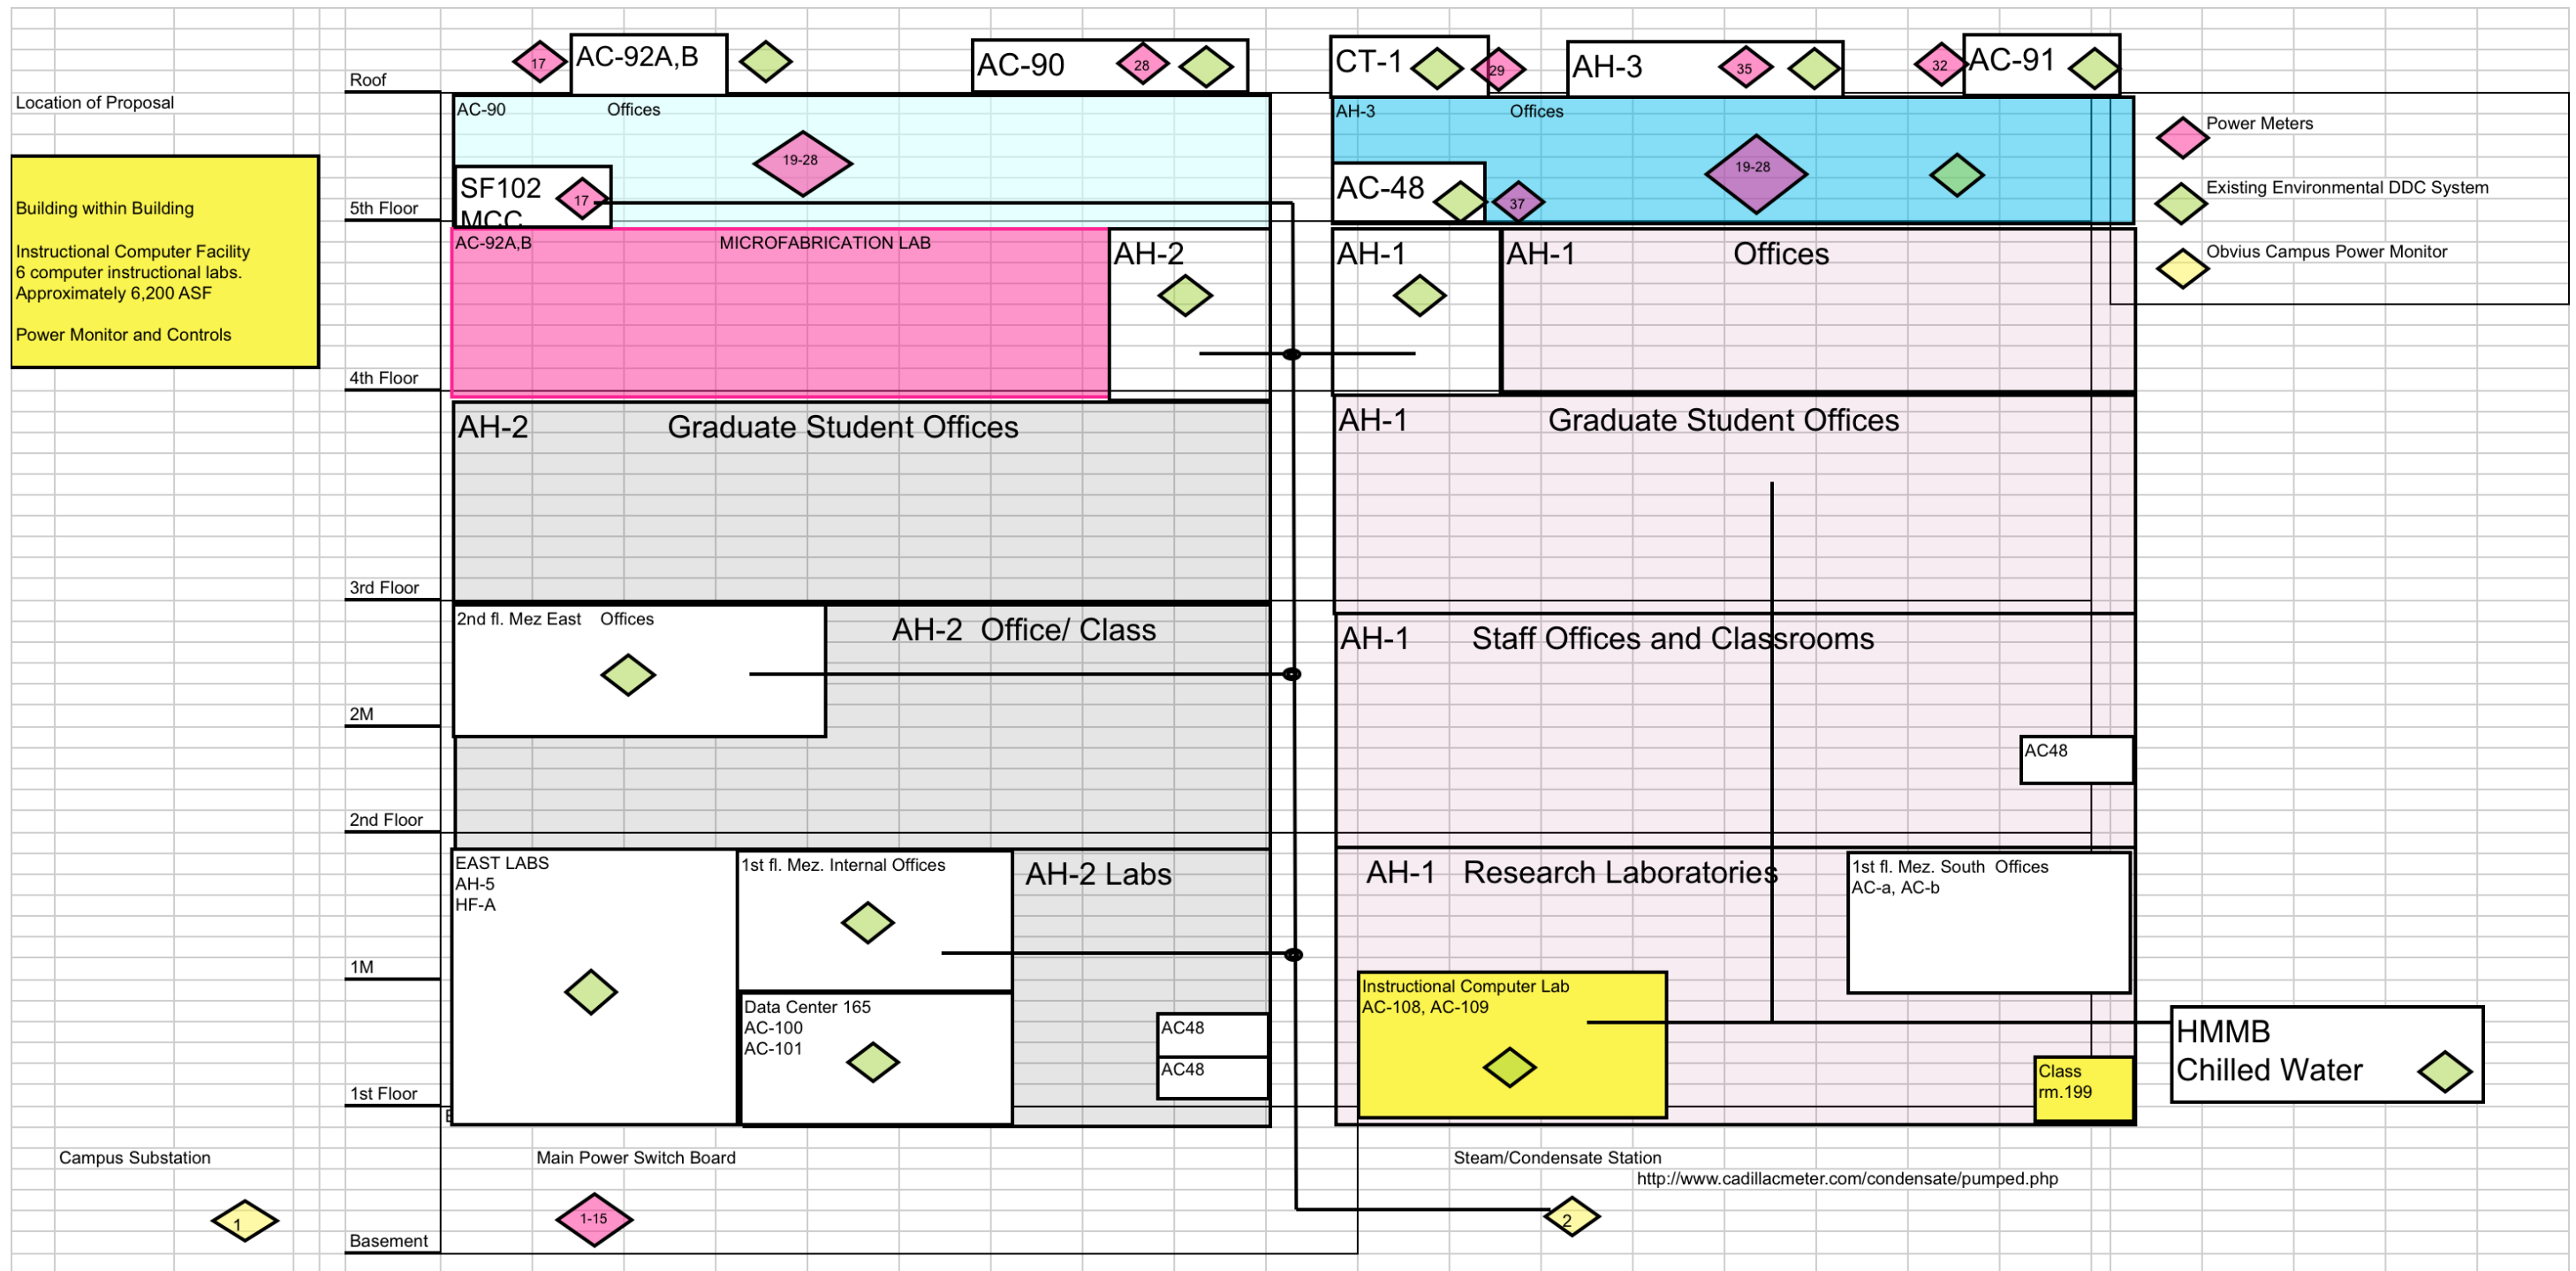 17
AC-92A,B
AC-90
28
CT-1
29
AH-3
35
32
AC-91
Roof
Location of Proposal
AC-90
Offices
AH-3
Offices
Power Meters
19-28
19-28
SF102
MCC
17
AC-48
37
Existing Environmental DDC System
5th Floor
Building within Building
Instructional Computer Facility
6 computer instructional labs.
Approximately 6,200 ASF
Power Monitor and Controls
AC-92A,B
MICROFABRICATION LAB
AH-2
AH-1
AH-1
Offices
Obvius Campus Power Monitor
4th Floor
AH-2
Graduate Student Offices
AH-1
Graduate Student Offices
3rd Floor
2nd fl. Mez East Offices
AH-2 Office/ Class
AH-1
Staff Offices and Classrooms
2M
AC48
2nd Floor
EAST LABS
AH-5
HF-A
1st fl. Mez. Internal Offices
AH-2 Labs
AH-1 Research Laboratories
1st fl. Mez. South Offices
AC-a, AC-b
1M
Data Center 165
AC-100
AC-101
AC48
AC48
Instructional Computer Lab
AC-108, AC-109
HMMB
Chilled Water
Class
rm.199
1st Floor
Campus Substation
Main Power Switch Board
Steam/Condensate Station
http://www.cadillacmeter.com/condensate/pumped.php
1
1-15
2
Basement